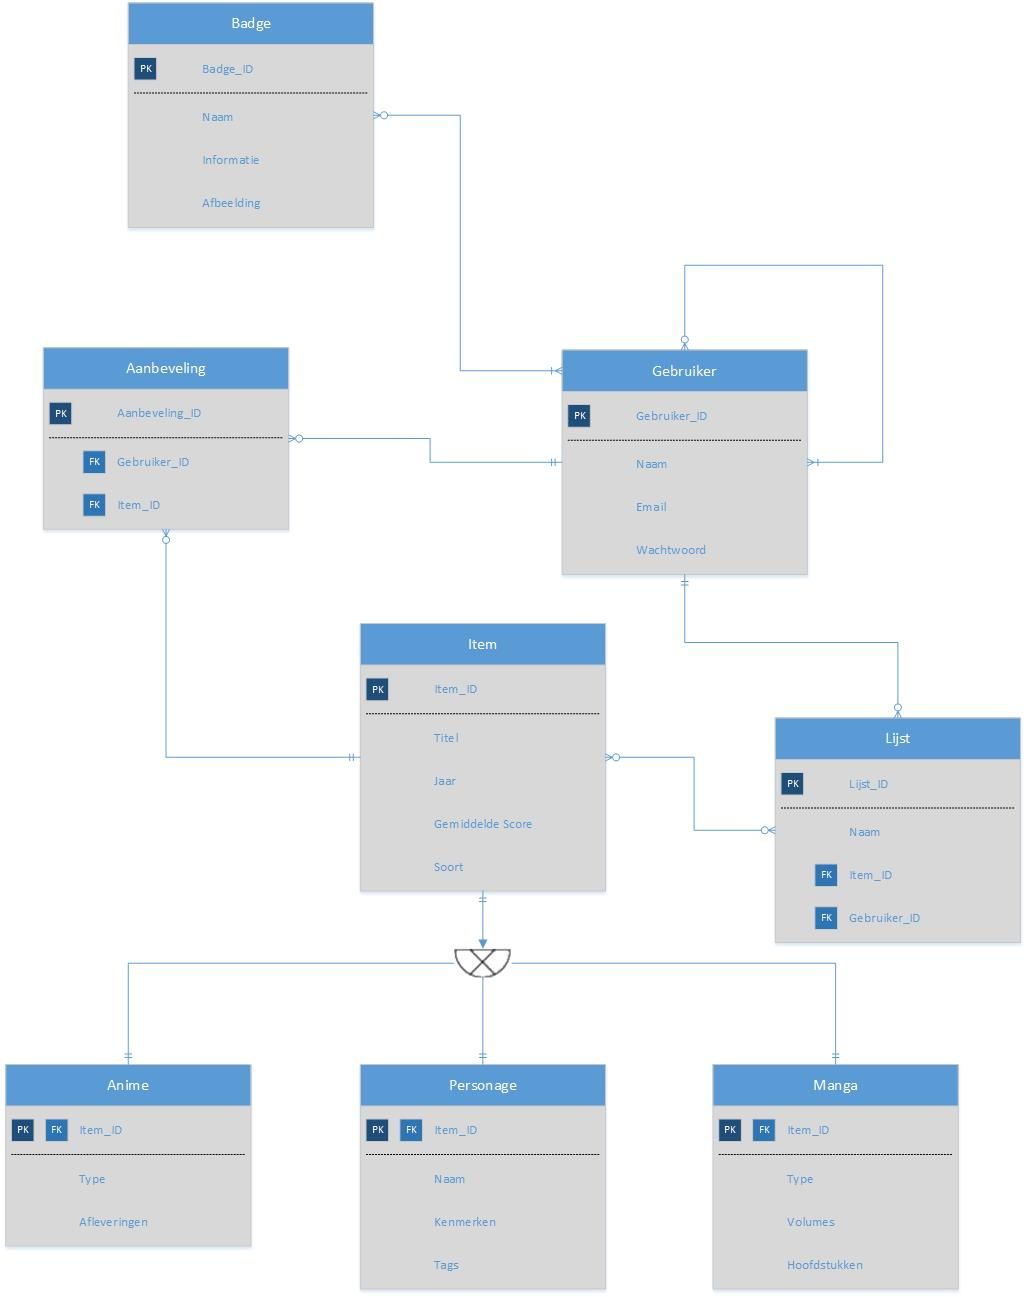 Badge
PK Badge_ID
Naam
Informatie
Afbeelding
Aanbeveling
PK Aanbeveling_ID
FK Gebruiker_ID
FK Item_ID
Gebruiker
PK Gebruiker_ID
Naam
Email
Wachtwoord
Item
PK Item_ID
Titel
Jaar
Gemiddelde Score
Soort
Lijst
PK Lijst_ID
Naam
FK Item_ID
FK Gebruiker_ID
Anime
PK FK Item_ID
Type
Afleveringen
Personage
PK FK Item_ID
Naam
Kenmerken
Tags
Manga
PK FK Item_ID
Type
Volumes
Hoofdstukken